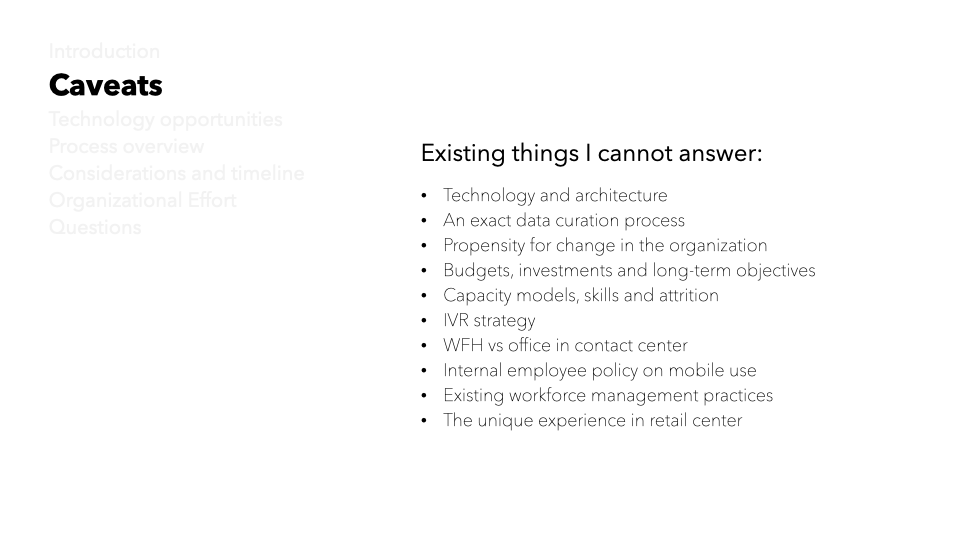 Introduction
Caveats
Technology opportunities
Process overview
Considerations and timeline
Organizational Effort
Questions
Existing things I cannot answer:
• Technology and architecture
• An exact data curation process
• Propensity for change in the organization
• Budgets, investments and long-term objectives
• Capacity models, skills and attrition
• IVR strategy
• WFH vs office in contact center
• Internal employee policy on mobile use
• Existing workforce management practices
• The unique experience in retail center